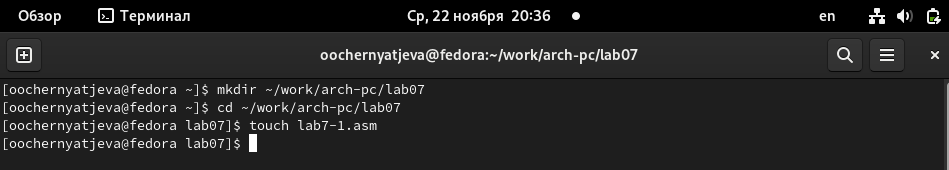 Обзор Терминал Ср, 22 ноября 20:36 en
oochernyatjeva@fedora:~/work/arch-pc/lab07
[oochernyatjeva@fedora ~]$ mkdir ~/work/arch-pc/lab07
[oochernyatjeva@fedora ~]$ cd ~/work/arch-pc/lab07
[oochernyatjeva@fedora lab07]$ touch lab7-1.asm
[oochernyatjeva@fedora lab07]$